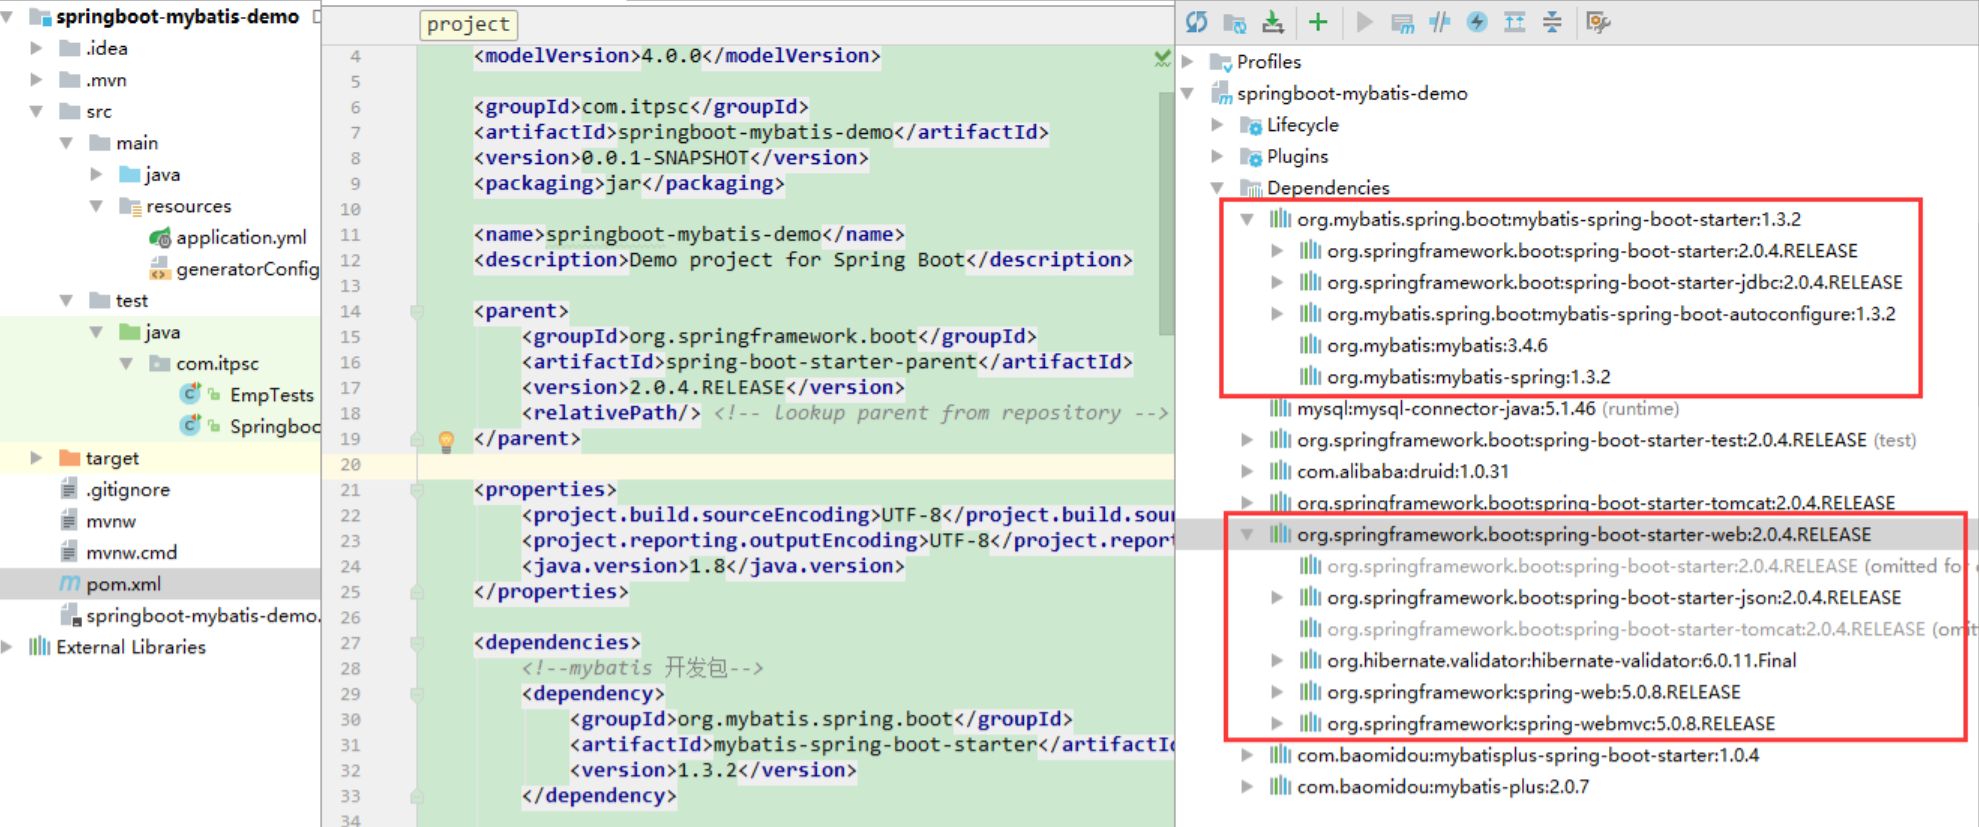 springboot-mybatis-demo
.idea
.mvn
src
main
java
resources
application.yml
generatorConfig
test
java
com.itpsc
EmpTests
Springboo
target
.gitignore
mvnw
mvnw.cmd
pom.xml
springboot-mybatis-demo.
External Libraries
project
4 <modelVersion>4.0.0</modelVersion>
5
6 <groupId>com.itpsc</groupId>
7 <artifactId>springboot-mybatis-demo</artifactId>
8 <version>0.0.1-SNAPSHOT</version>
9 <packaging>jar</packaging>
10
11 <name>springboot-mybatis-demo</name>
12 <description>Demo project for Spring Boot</description>
13
14 <parent>
15 <groupId>org.springframework.boot</groupId>
16 <artifactId>spring-boot-starter-parent</artifactId>
17 <version>2.0.4.RELEASE</version>
18 <relativePath/> <!-- lookup parent from repository -->
19 </parent>
20
21 <properties>
22 <project.build.sourceEncoding>UTF-8</project.build.sour
23 <project.reporting.outputEncoding>UTF-8</project.report
24 <java.version>1.8</java.version>
25 </properties>
26
27 <dependencies>
28 <!--mybatis 开发包-->
29 <dependency>
30 <groupId>org.mybatis.spring.boot</groupId>
31 <artifactId>mybatis-spring-boot-starter</artifactId
32 <version>1.3.2</version>
33 </dependency>
34
Profiles
springboot-mybatis-demo
Lifecycle
Plugins
Dependencies
org.mybatis.spring.boot:mybatis-spring-boot-starter:1.3.2
org.springframework.boot:spring-boot-starter:2.0.4.RELEASE
org.springframework.boot:spring-boot-starter-jdbc:2.0.4.RELEASE
org.mybatis.spring.boot:mybatis-spring-boot-autoconfigure:1.3.2
org.mybatis:mybatis:3.4.6
org.mybatis:mybatis-spring:1.3.2
mysql:mysql-connector-java:5.1.46 (runtime)
org.springframework.boot:spring-boot-starter-test:2.0.4.RELEASE (test)
com.alibaba:druid:1.0.31
org.springframework.boot:spring-boot-starter-tomcat:2.0.4.RELEASE
org.springframework.boot:spring-boot-starter-web:2.0.4.RELEASE
org.springframework.boot:spring-boot-starter:2.0.4.RELEASE (omitted for
org.springframework.boot:spring-boot-starter-json:2.0.4.RELEASE
org.springframework.boot:spring-boot-starter-tomcat:2.0.4.RELEASE (omit
org.hibernate.validator:hibernate-validator:6.0.11.Final
org.springframework:spring-web:5.0.8.RELEASE
org.springframework:spring-webmvc:5.0.8.RELEASE
com.baomidou:mybatisplus-spring-boot-starter:1.0.4
com.baomidou:mybatis-plus:2.0.7